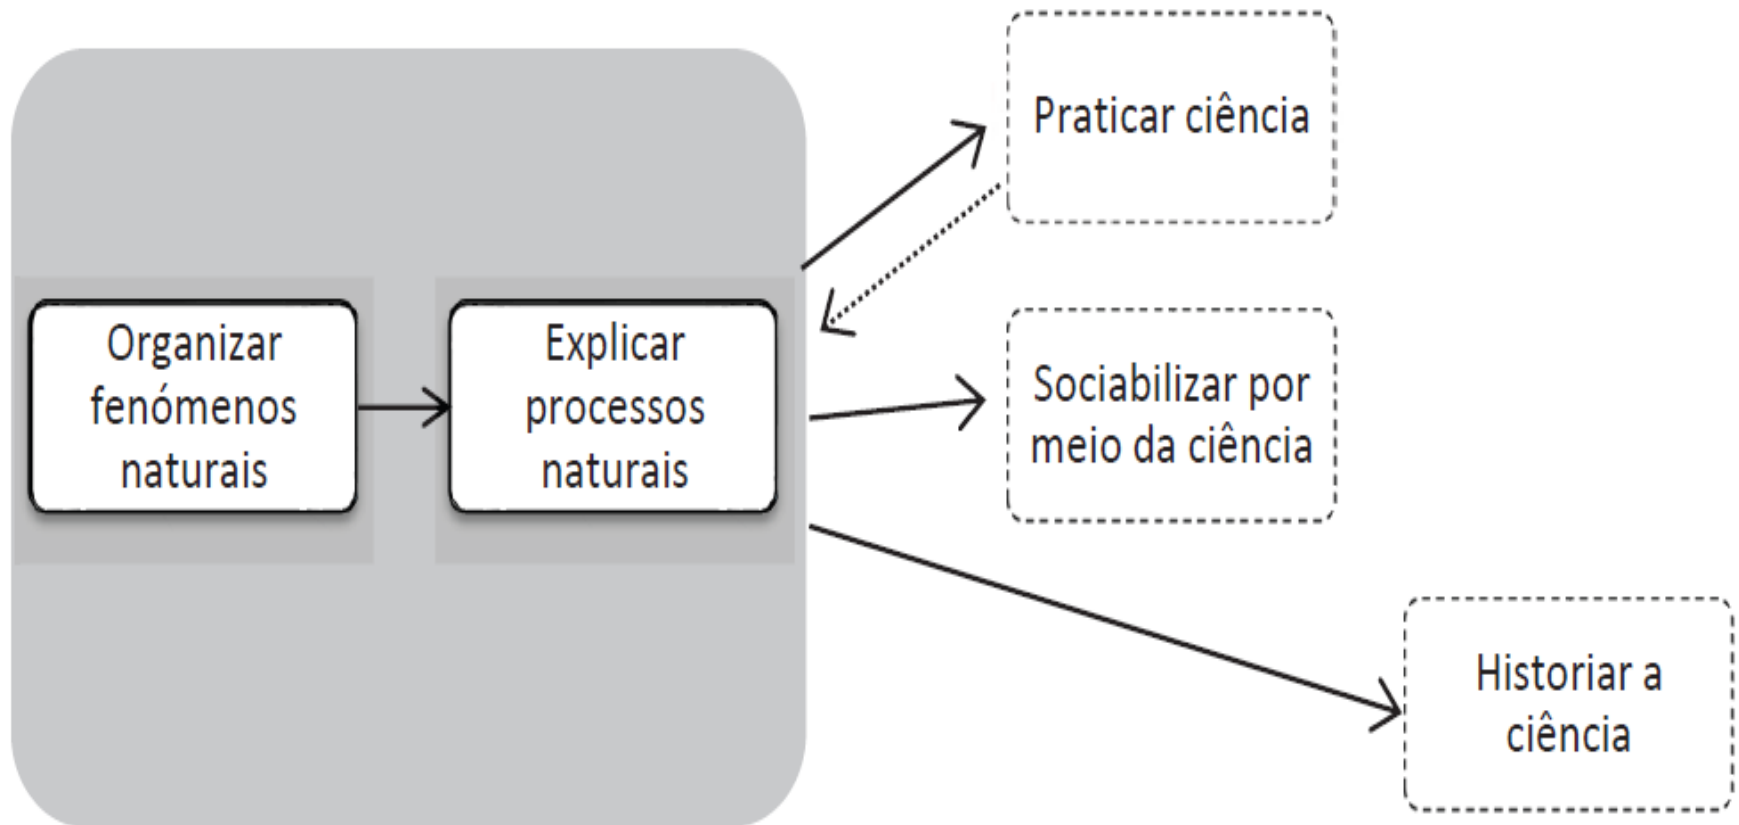 Praticar ciência
Organizar
fenómenos
naturais
Explicar
processos
naturais
Sociabilizar por
meio da ciência
Historiar a
ciência